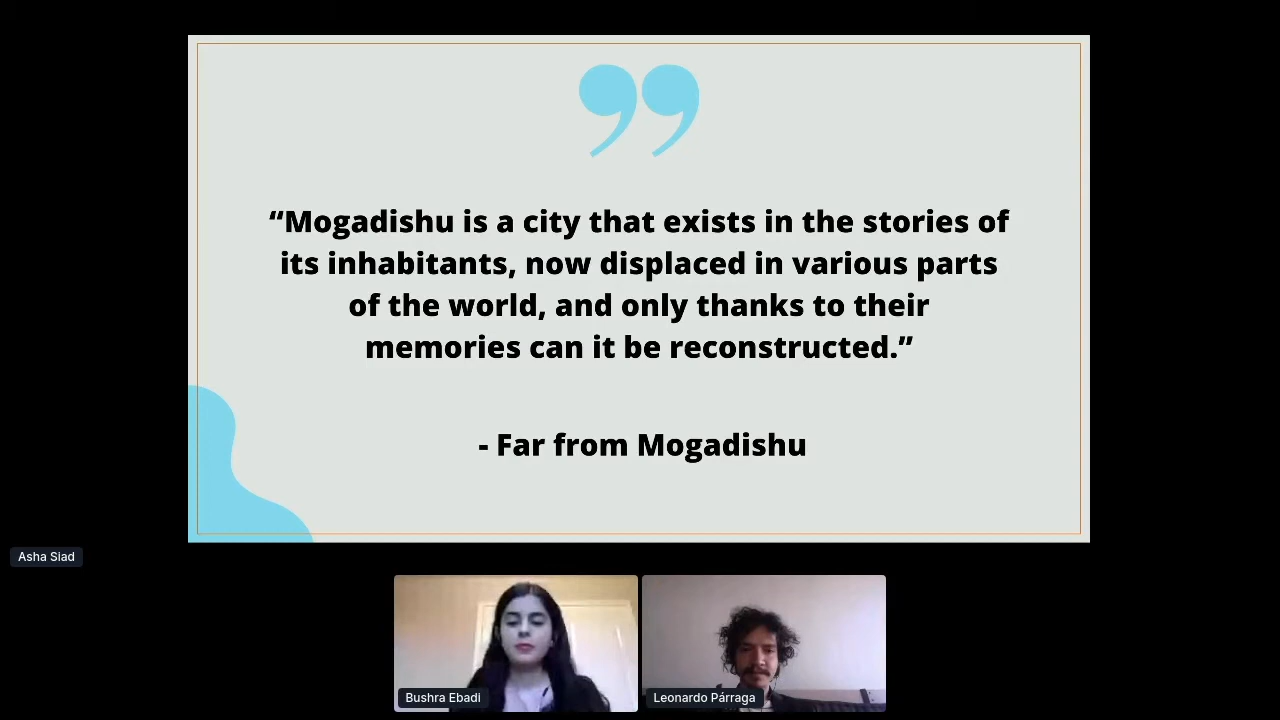 “Mogadishu is a city that exists in the stories of
its inhabitants, now displaced in various parts
of the world, and only thanks to their
memories can it be reconstructed.”
- Far from Mogadishu
Asha Siad
Bushra Ebadi
Leonardo Párraga